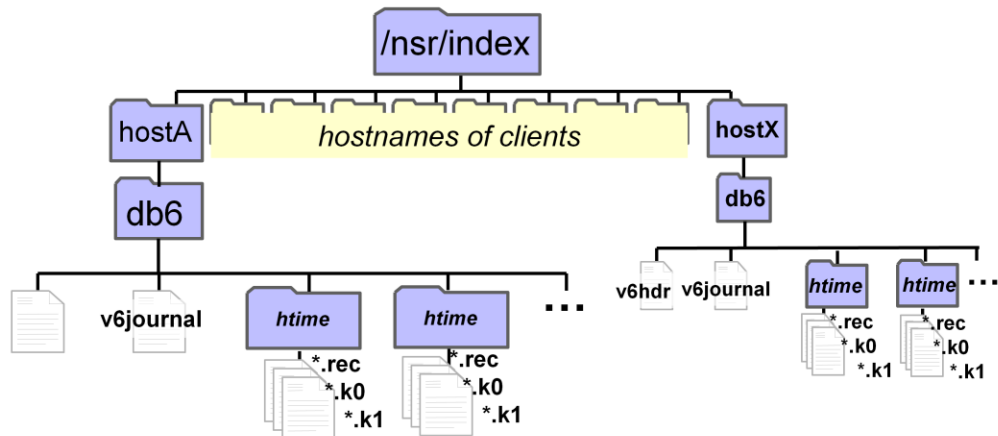 /nsr/index
hostA
hostnames of clients
hostX
db6
db6
v6journal
htime
htime
...
v6hdr
v6journal
htime
htime
...
*.rec
*.k0
*.k1
*.rec
*.k0
*.k1
*.rec
*.k0
*.k1
*.rec
*.k0
*.k1